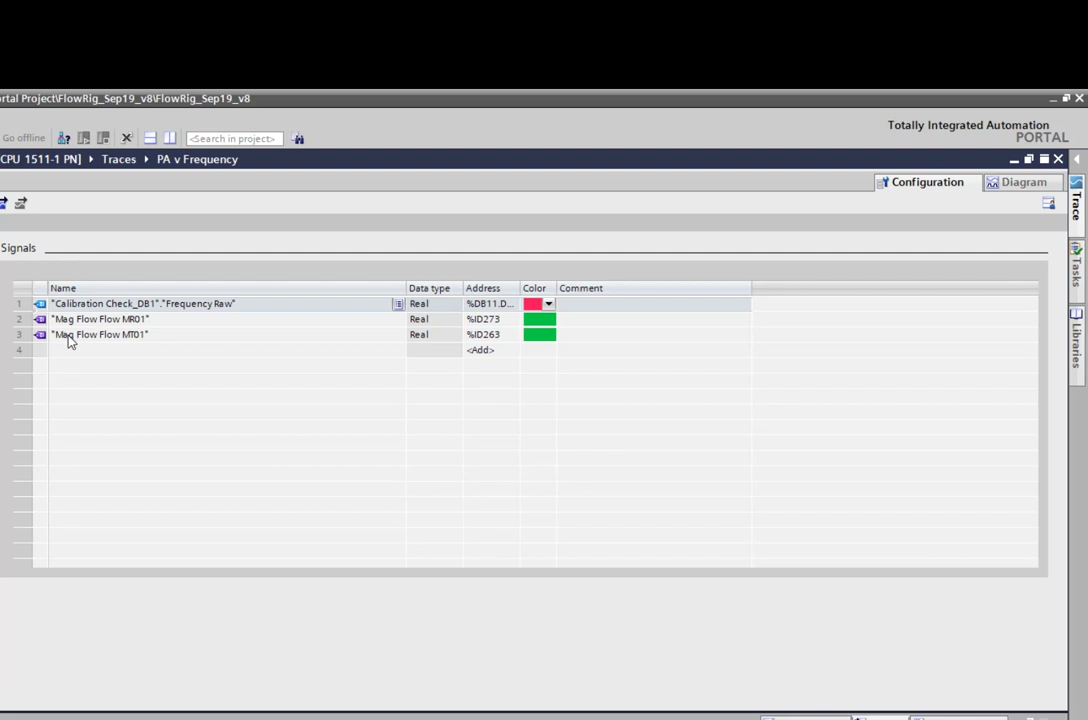 ortal Project\FlowRig_Sep19_v8\FlowRig_Sep19_v8
Go offline <Search in project>
Totally Integrated Automation
PORTAL
CPU 1511-1 PN] Traces PA v Frequency
Configuration Diagram
Signals
Name Data type Address Color Comment
1 "Calibration Check_DB1"."Frequency Raw" Real %DB11.D...
2 "Mag Flow Flow MR01" Real %ID273
3 "Mag Flow Flow MT01" Real %ID263
4 <Add>
Trace
Tasks
Libraries